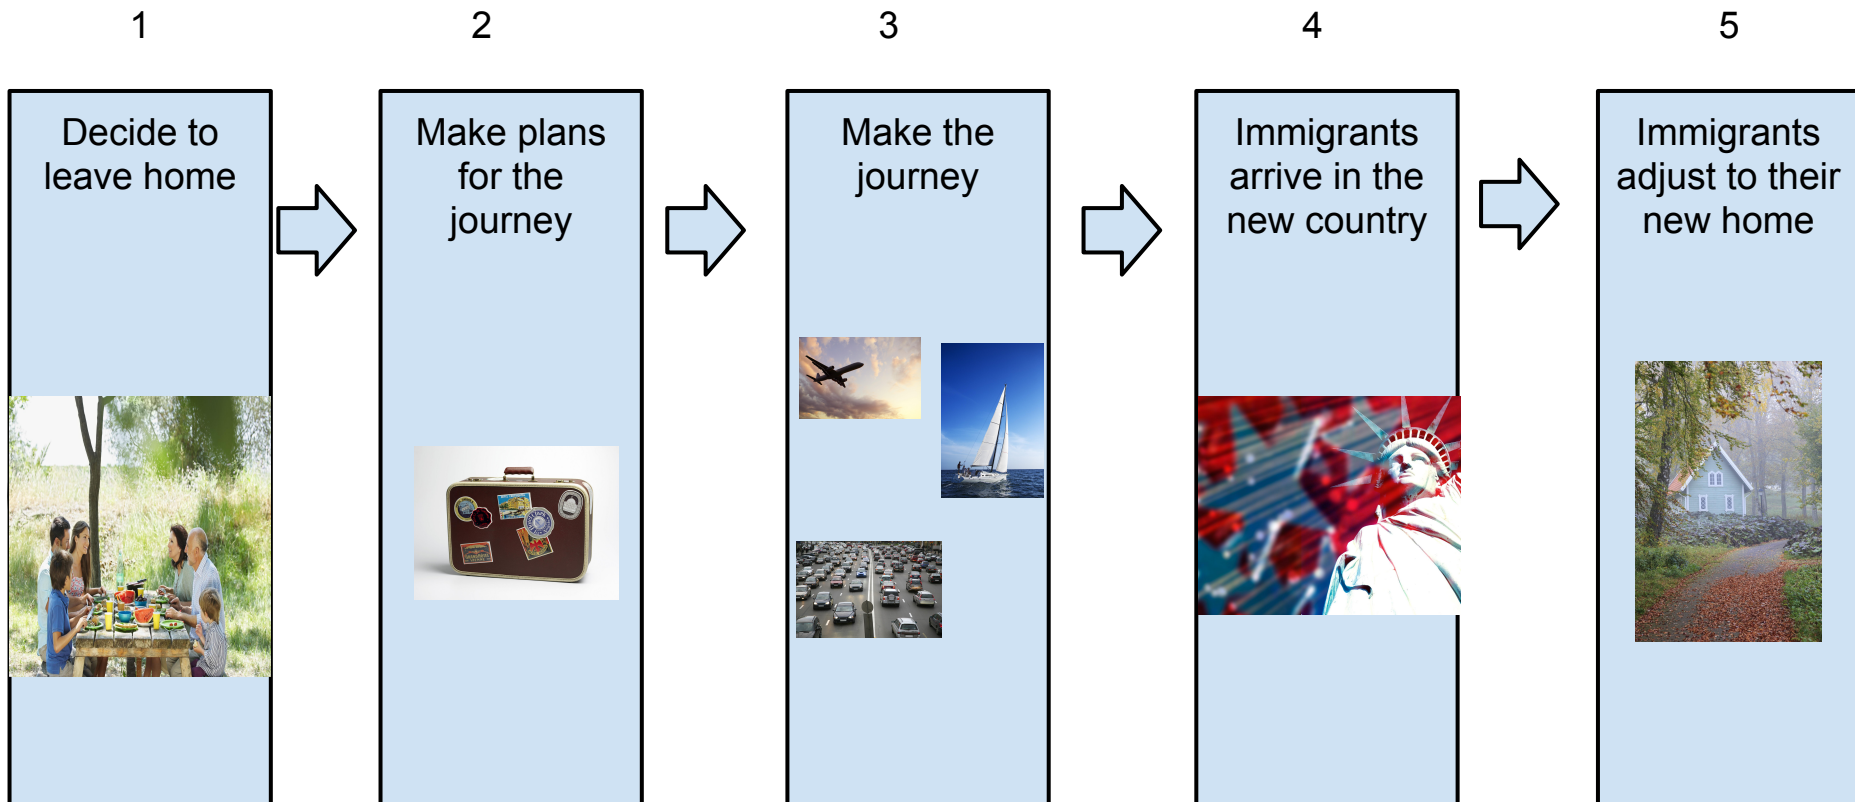 1
2
3
4
5
Decide to
leave home
Make plans
for the
journey
Make the
journey
Immigrants
arrive in the
new country
Immigrants
adjust to their
new home